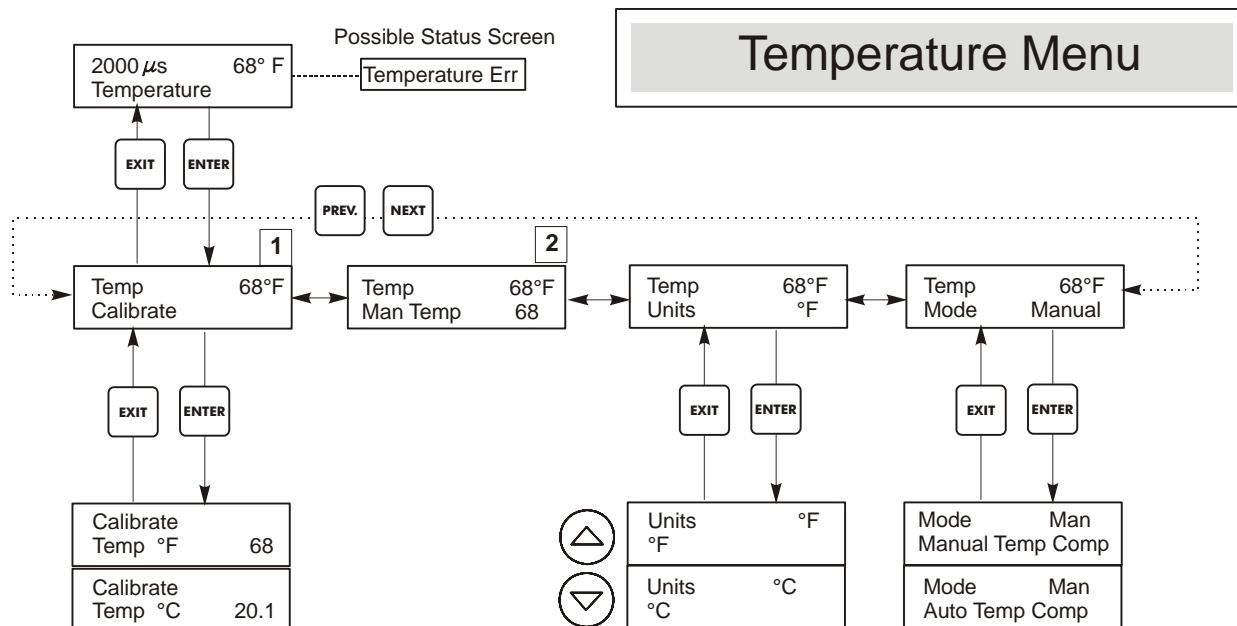 Temperature Menu
Possible Status Screen
2000 µs 68° F
Temperature
Temperature Err
EXIT ENTER
PREV. NEXT
1
2
Temp 68°F
Calibrate
Temp 68°F
Man Temp 68
Temp 68°F
Units °F
Temp 68°F
Mode Manual
EXIT ENTER
EXIT ENTER
EXIT ENTER
Calibrate
Temp °F 68
Calibrate
Temp °C 20.1
Units °F
°F
Units °C
°C
Mode Man
Manual Temp Comp
Mode Man
Auto Temp Comp